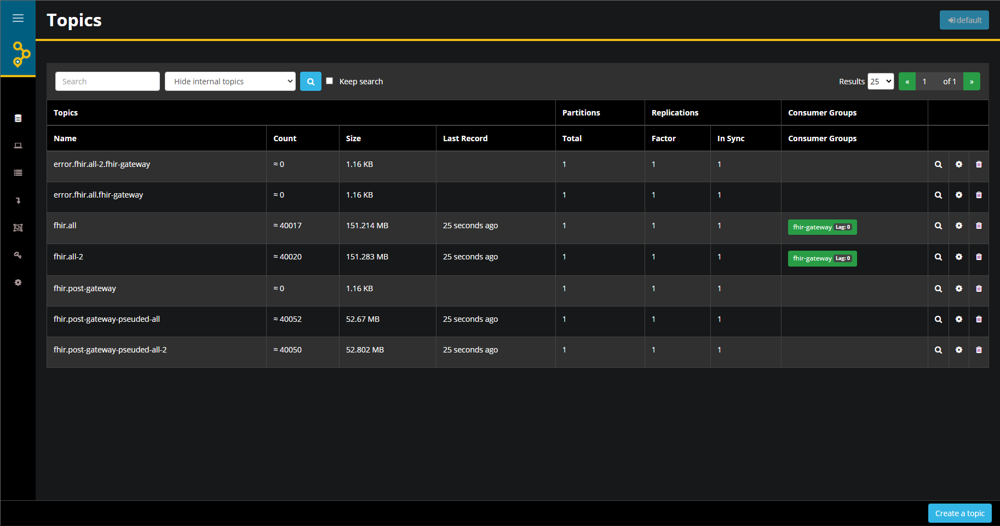 Topics
default
Search Hide internal topics Keep search Results 25 « 1 of 1 »
Topics Partitions Replications Consumer Groups
Name Count Size Last Record Total Factor In Sync Consumer Groups
error.fhir.all-2.fhir-gateway ≈ 0 1.16 KB 1 1 1
error.fhir.all.fhir-gateway ≈ 0 1.16 KB 1 1 1
fhir.all ≈ 40017 151.214 MB 25 seconds ago 1 1 1 fhir-gateway Lag: 0
fhir.all-2 ≈ 40020 151.283 MB 25 seconds ago 1 1 1 fhir-gateway Lag: 0
fhir.post-gateway ≈ 0 1.16 KB 1 1 1
fhir.post-gateway-pseuded-all ≈ 40052 52.67 MB 25 seconds ago 1 1 1
fhir.post-gateway-pseuded-all-2 ≈ 40050 52.802 MB 25 seconds ago 1 1 1
Create a topic